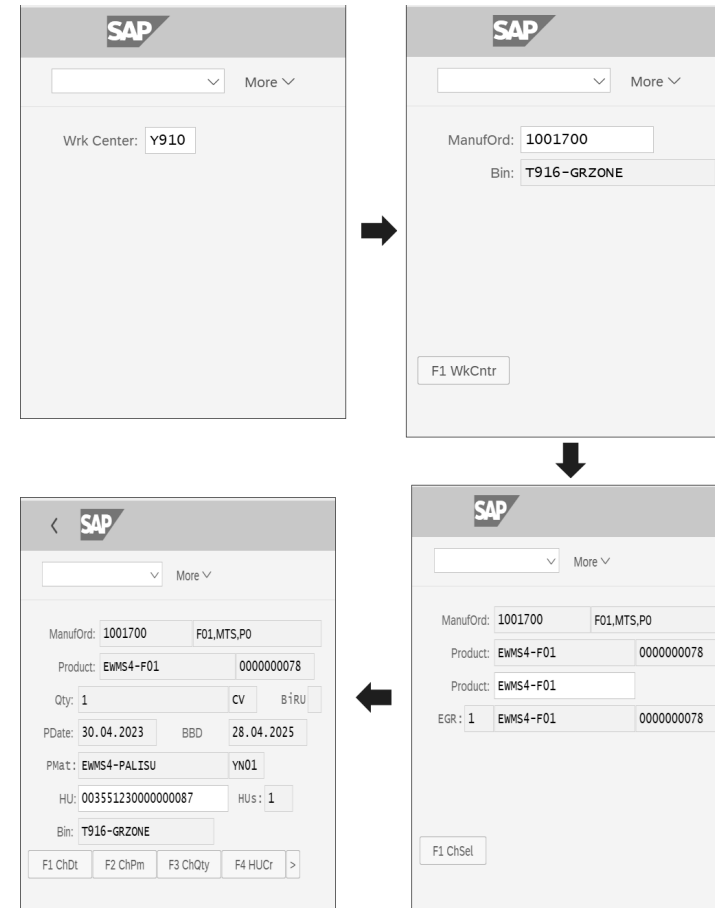 SAP
More
Wrk Center: Y910
SAP
More
ManufOrd: 1001700
Bin: T916-GRZONE
F1 WkCntr
SAP
More
ManufOrd: 1001700 F01,MTS,P0
Product: EWMS4-F01 0000000078
Product: EWMS4-F01
EGR: 1 EWMS4-F01 0000000078
F1 ChSel
SAP
More
ManufOrd: 1001700 F01,MTS,P0
Product: EWMS4-F01 0000000078
Qty: 1 CV BiRU
PDate: 30.04.2023 BBD 28.04.2025
PMat: EWMS4-PALISU YN01
HU: 003551230000000087 HUs: 1
Bin: T916-GRZONE
F1 ChDt F2 ChPm F3 ChQty F4 HUCr >